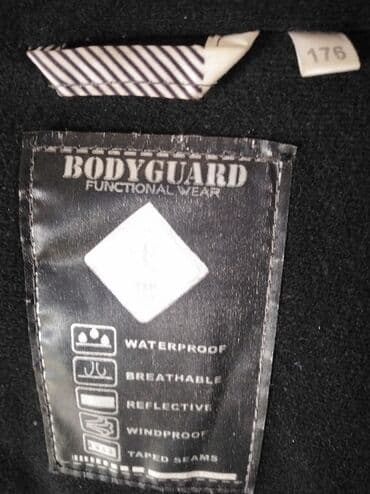 176
BODYGUARD
FUNCTIONAL WEAR
WATERPROOF
BREATHABLE
REFLECTIVE
WINDPROOF
TAPED SEAMS